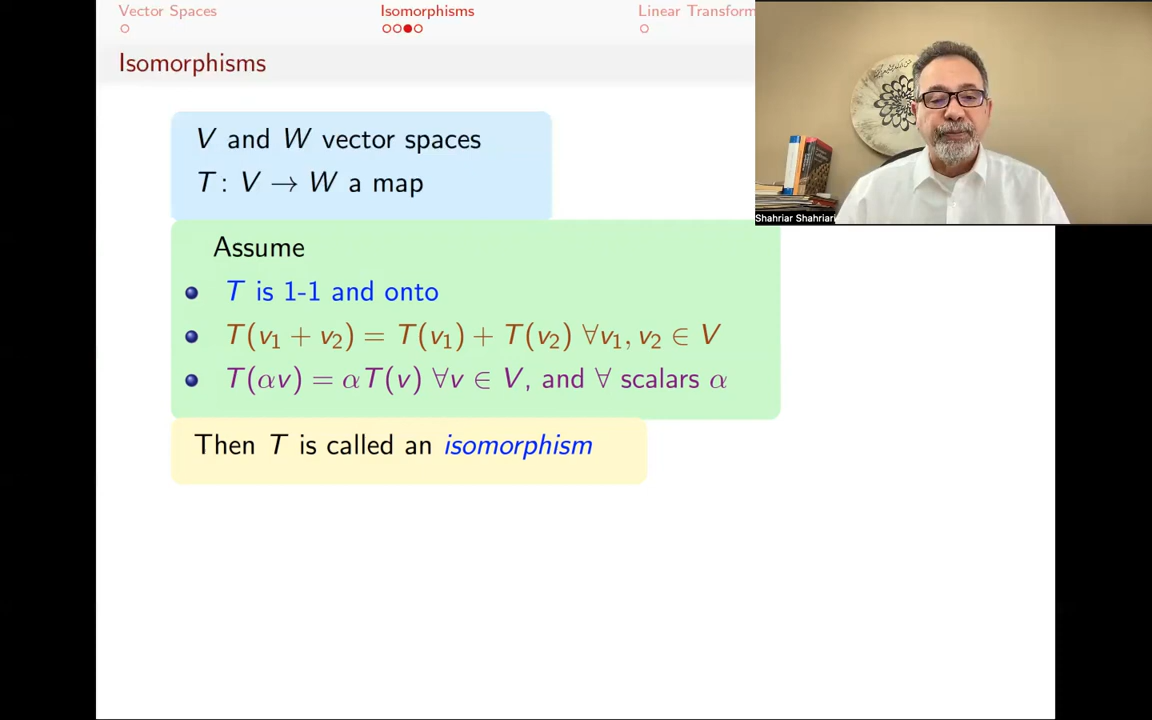 Vector Spaces
Isomorphisms
Linear Transform
Isomorphisms
V and W vector spaces
T: V → W a map
Assume
T is 1-1 and onto
T(v₁ + v₂) = T(v₁) + T(v₂) ∀v₁, v₂ ∈ V
T(αv) = αT(v) ∀v ∈ V, and ∀ scalars α
Then T is called an isomorphism
Shahriar Shahriari